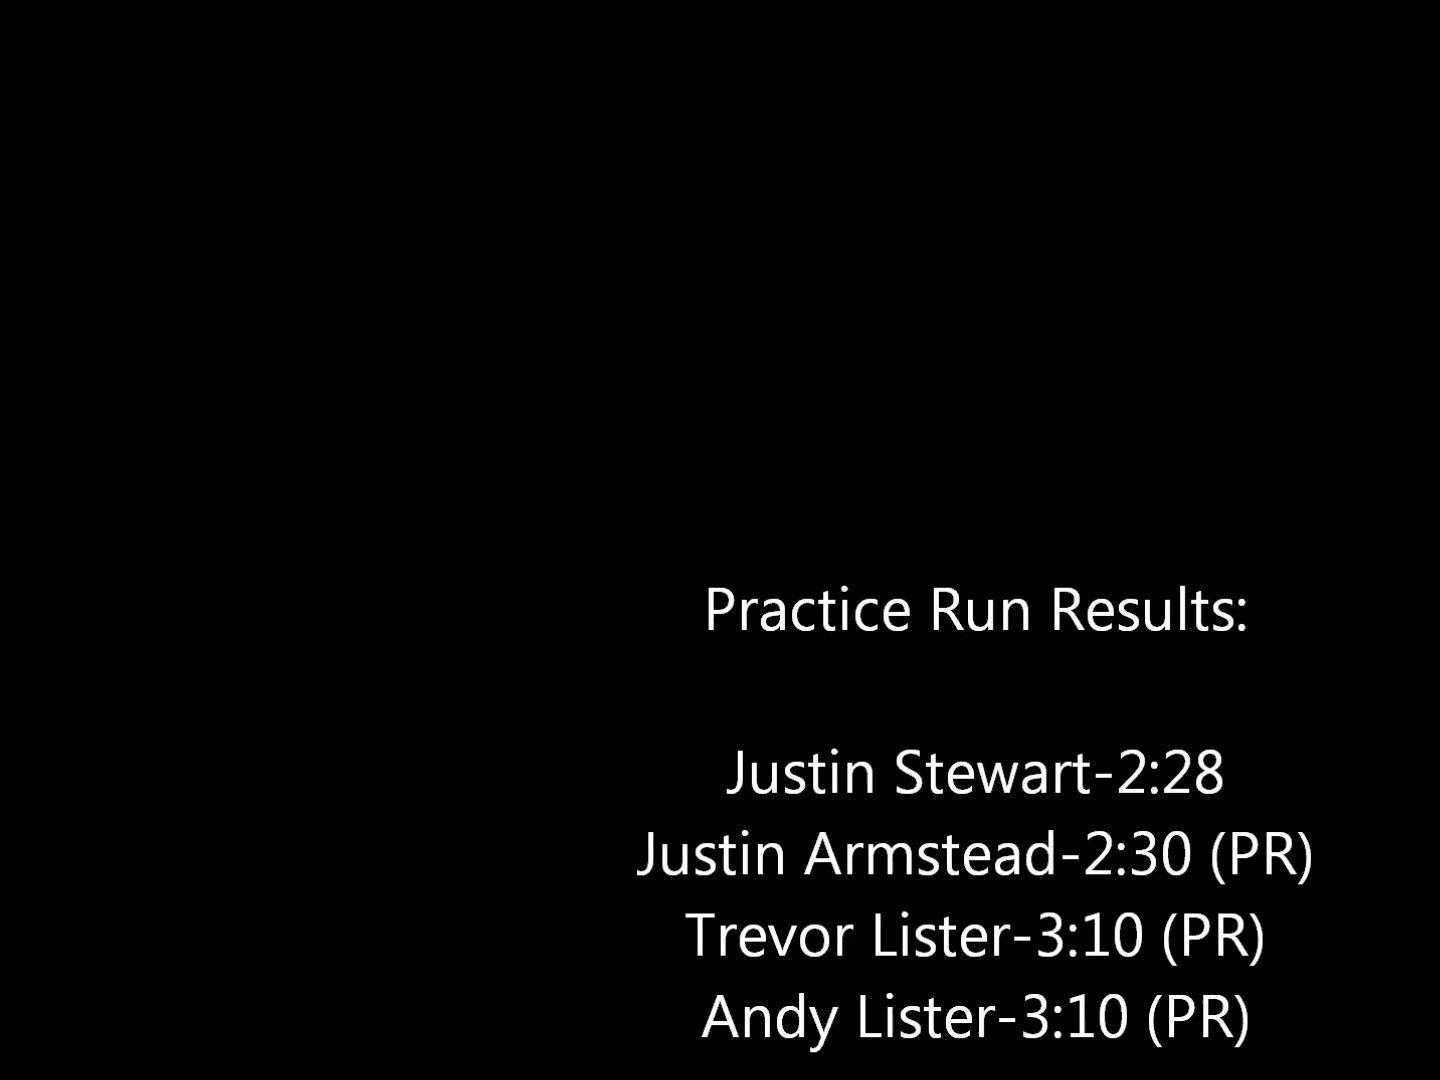 Practice Run Results:
Justin Stewart-2:28
Justin Armstead-2:30 (PR)
Trevor Lister-3:10 (PR)
Andy Lister-3:10 (PR)